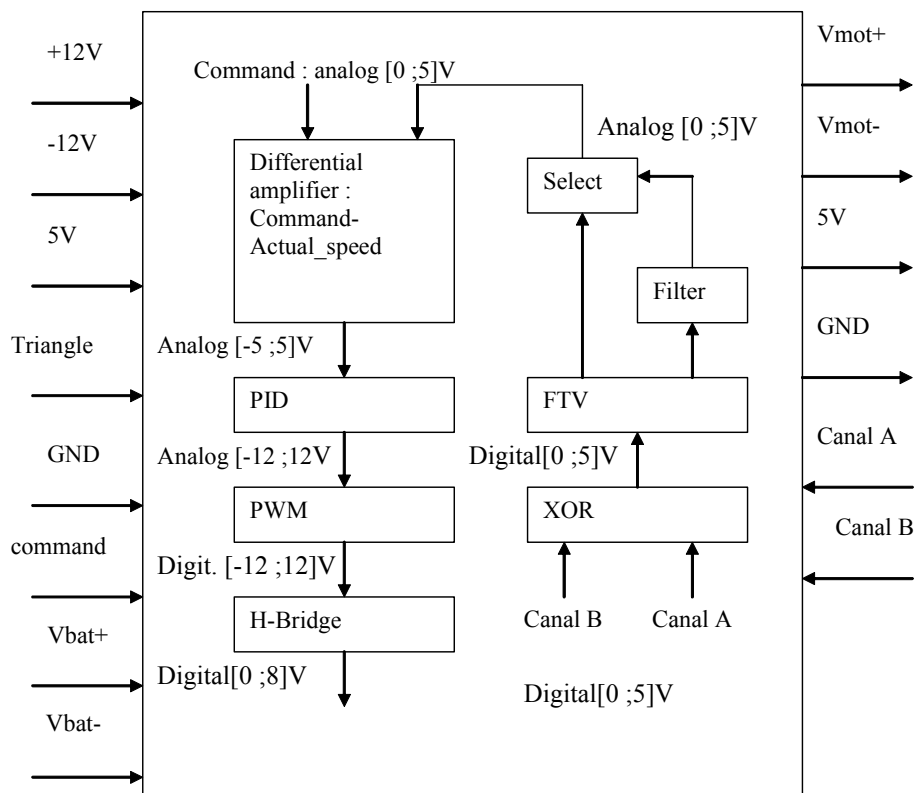 +12V
-12V
5V
Triangle
GND
command
Vbat+
Vbat-
Command : analog [0 ;5]V
Differential
amplifier :
Command-
Actual_speed
Analog [-5 ;5]V
PID
Analog [-12 ;12V
PWM
Digit. [-12 ;12]V
H-Bridge
Digital[0 ;8]V
Analog [0 ;5]V
Select
Filter
FTV
Digital[0 ;5]V
XOR
Canal B
Canal A
Digital[0 ;5]V
Vmot+
Vmot-
5V
GND
Canal A
Canal B